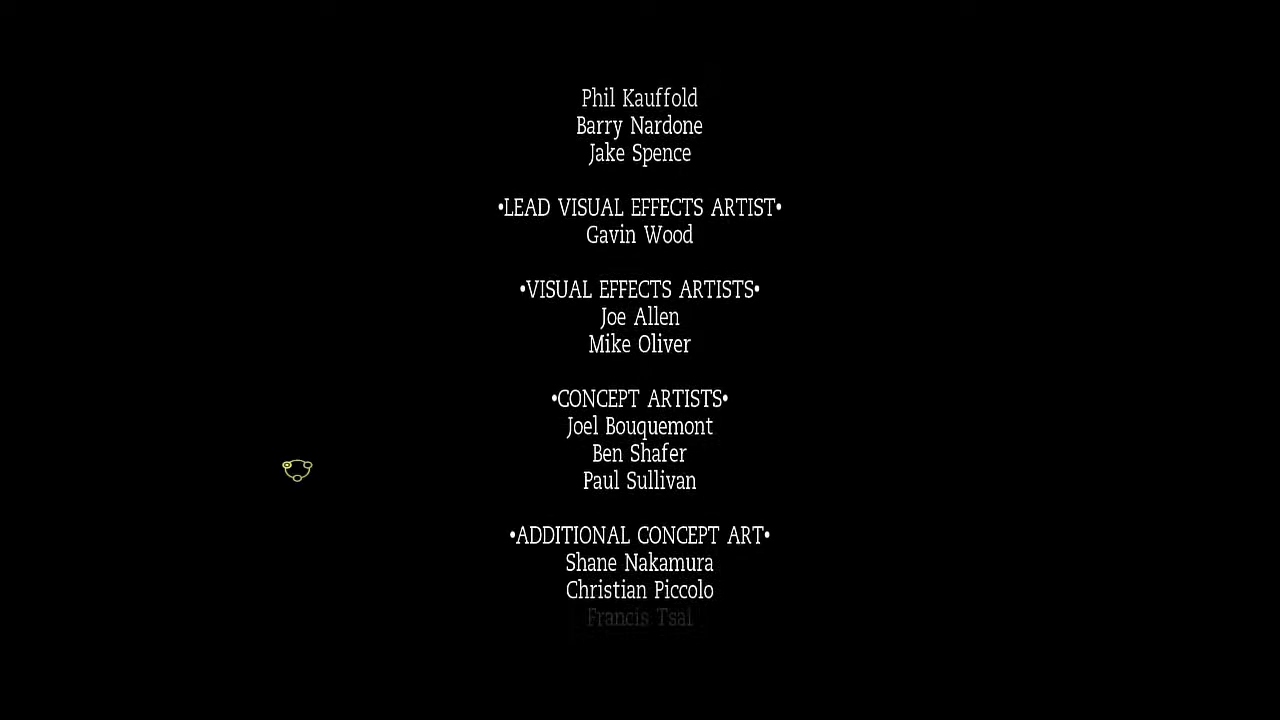 Phil Kauffold
Barry Nardone
Jake Spence
•LEAD VISUAL EFFECTS ARTIST•
Gavin Wood
•VISUAL EFFECTS ARTISTS•
Joe Allen
Mike Oliver
•CONCEPT ARTISTS•
Joel Bouquemont
Ben Shafer
Paul Sullivan
•ADDITIONAL CONCEPT ART•
Shane Nakamura
Christian Piccolo
Francis Tsai